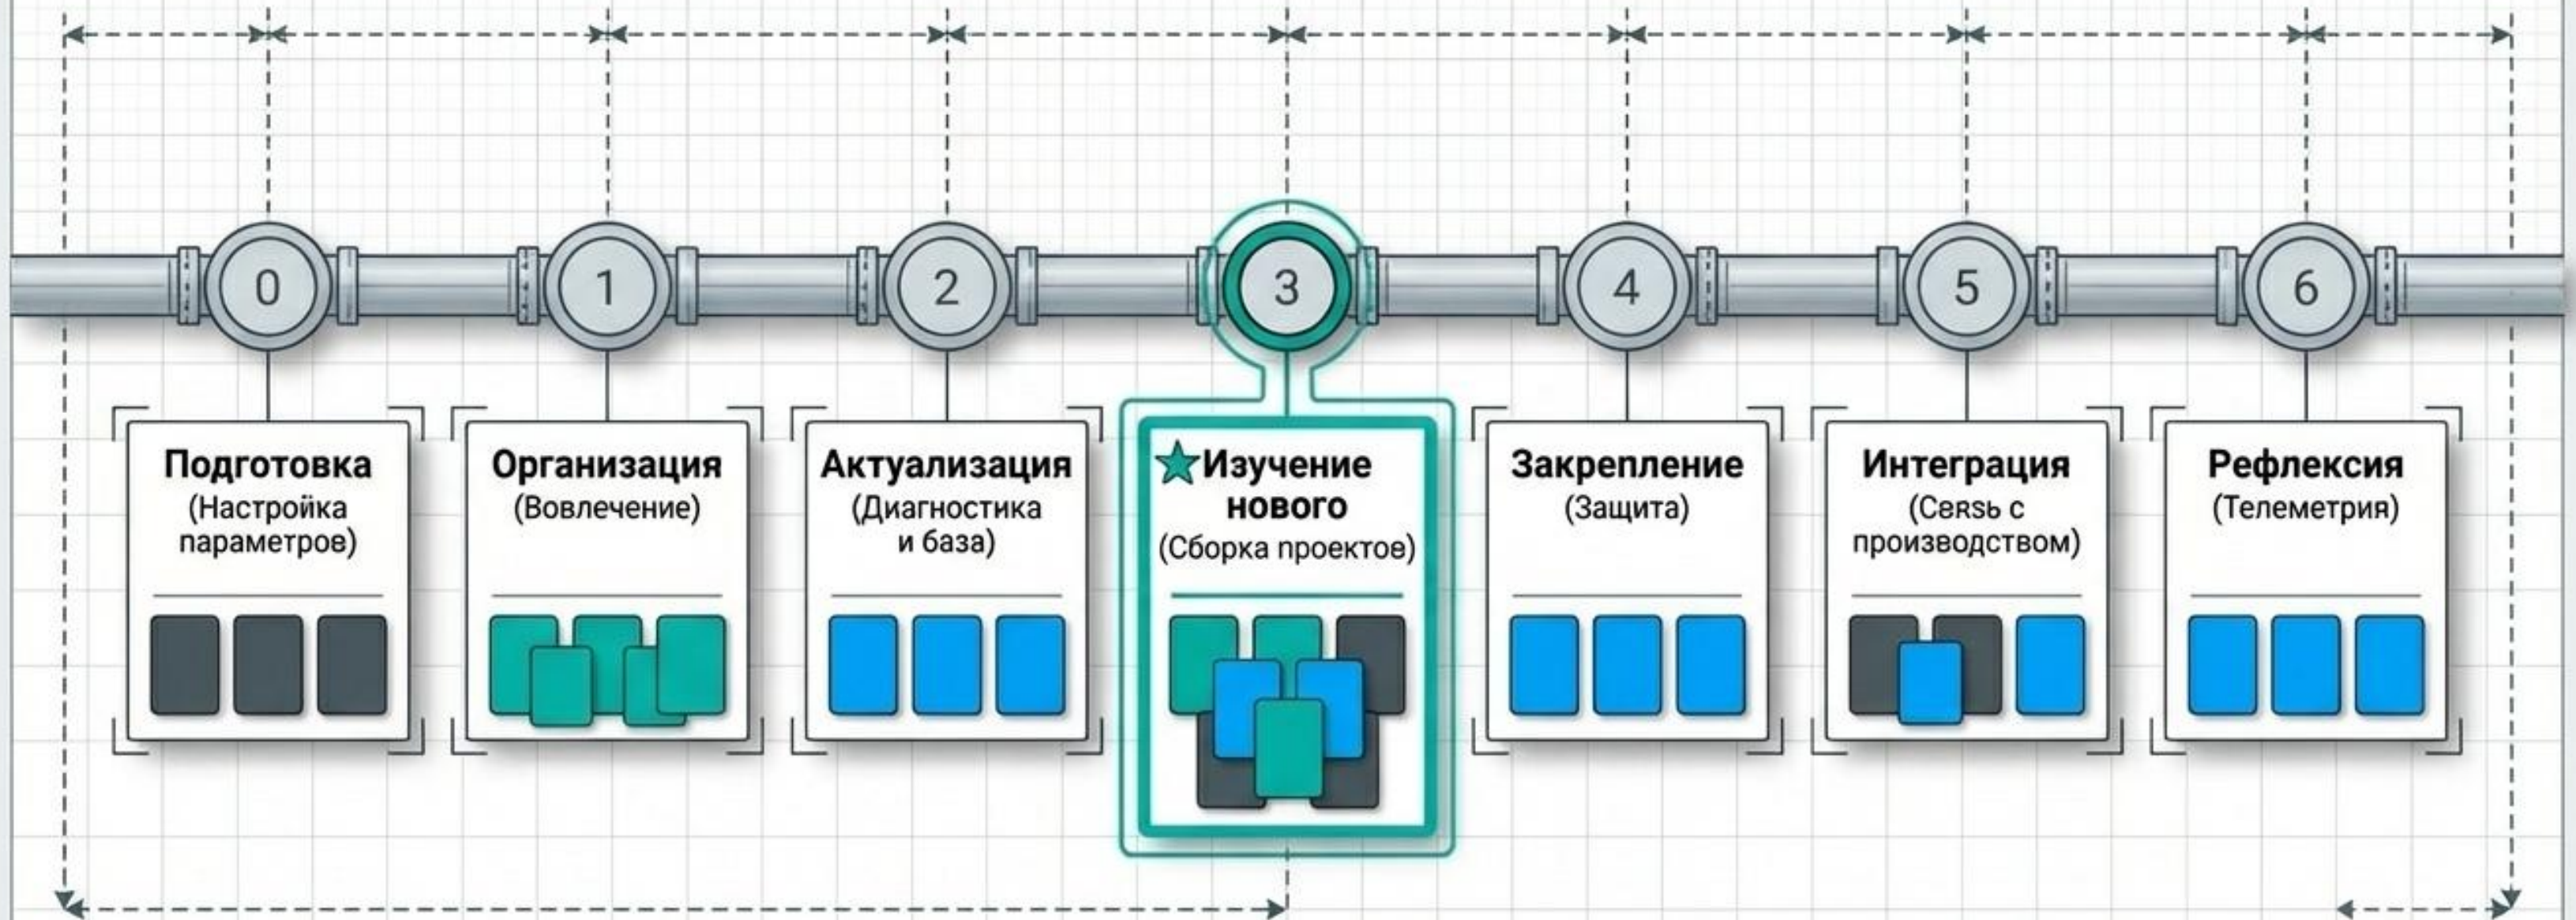 0
1
2
3
4
5
6
Подготовка
(Настройка
параметров)
Организация
(Вовлечение)
Актуализация
(Диагностика
и база)
Изучение
нового
(Сборка проектов)
Закрепление
(Защита)
Интеграция
(Сеязь с
производством)
Рефлексия
(Телеметрия)